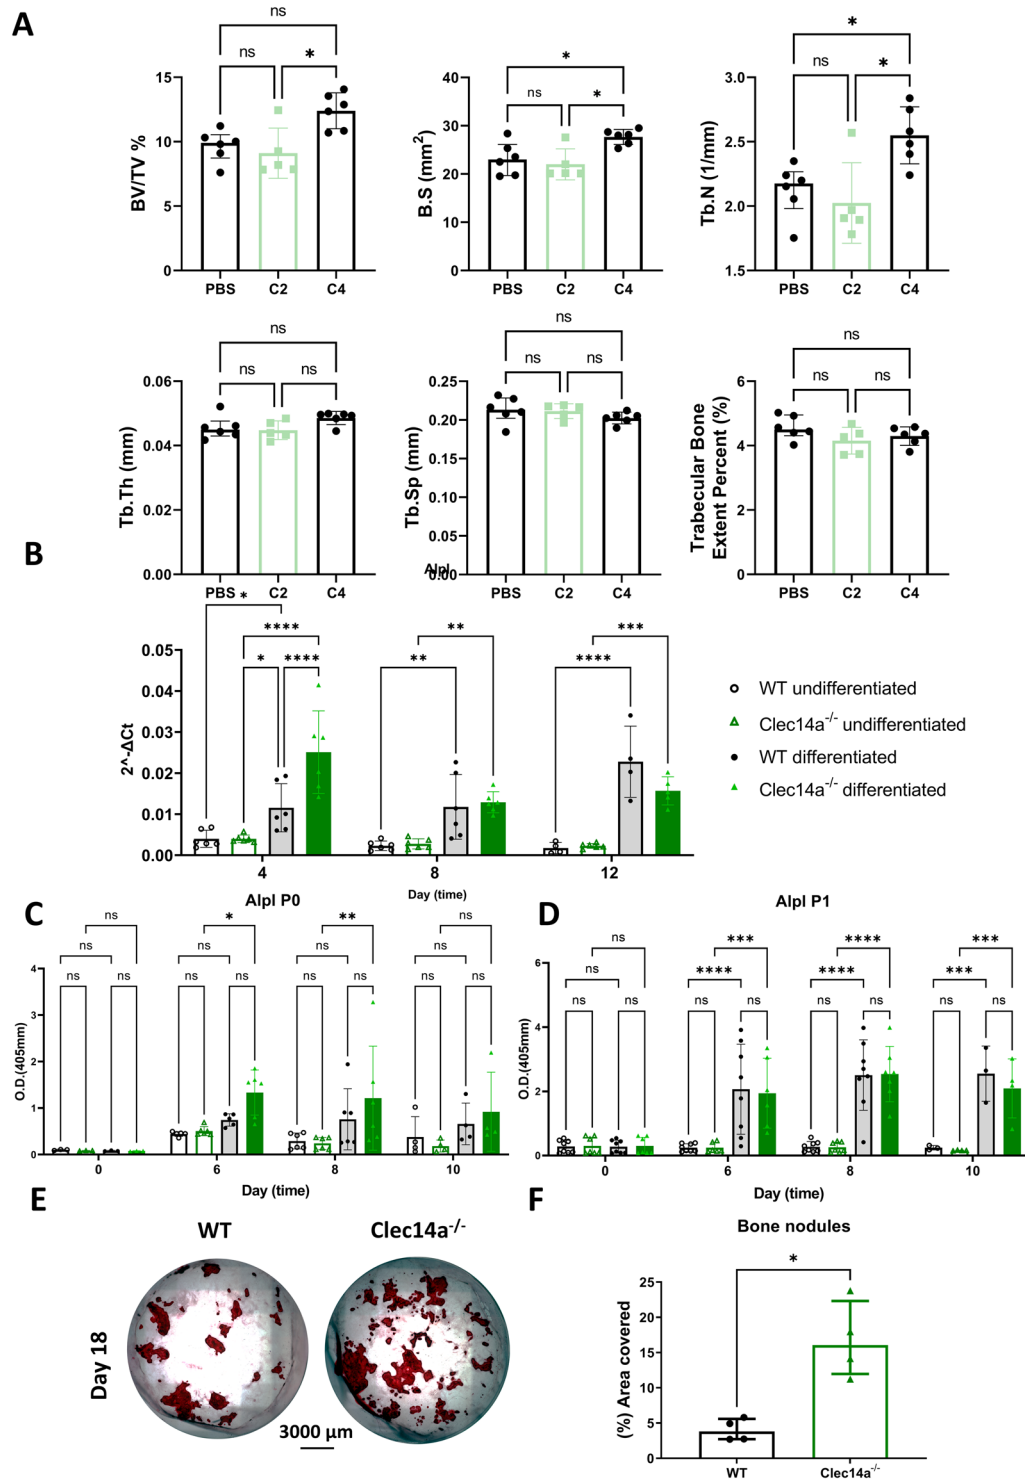 A
ns
ns
*
BV/TV %
15
10
5
0
PBS
C2
C4
*
ns
*
B.S (mm²)
40
30
20
10
0
PBS
C2
C4
*
ns
*
Tb.N (1/mm)
3.0
2.5
2.0
1.5
PBS
C2
C4
ns
ns
ns
Tb.Th (mm)
0.06
0.04
0.02
0.00
PBS
C2
C4
ns
ns
ns
Tb.Sp (mm)
0.25
0.20
0.15
0.10
0.05
0.00
PBS
C2
C4
ns
ns
ns
Trabecular Bone
Extent Percent (%)
6
4
2
0
PBS
C2
C4
B
Alpl
*
****
*
****
**
**
***
****
2^-ΔCt
0.05
0.04
0.03
0.02
0.01
0.00
4
8
12
Day (time)
WT undifferentiated
Clec14a-/- undifferentiated
WT differentiated
Clec14a-/- differentiated
C
Alpl P0
ns
ns
ns
ns
*
ns
ns
ns
**
ns
ns
ns
ns
ns
ns
ns
O.D.(405mm)
4
3
2
1
0
0
6
8
10
Day (time)
D
Alpl P1
ns
ns
ns
ns
***
****
ns
ns
****
****
ns
ns
***
***
ns
ns
O.D.(405mm)
6
4
2
0
0
6
8
10
Day (time)
E
WT
Clec14a-/-
Day 18
3000 µm
F
Bone nodules
*
(%) Area covered
25
20
15
10
5
0
WT
Clec14a-/-